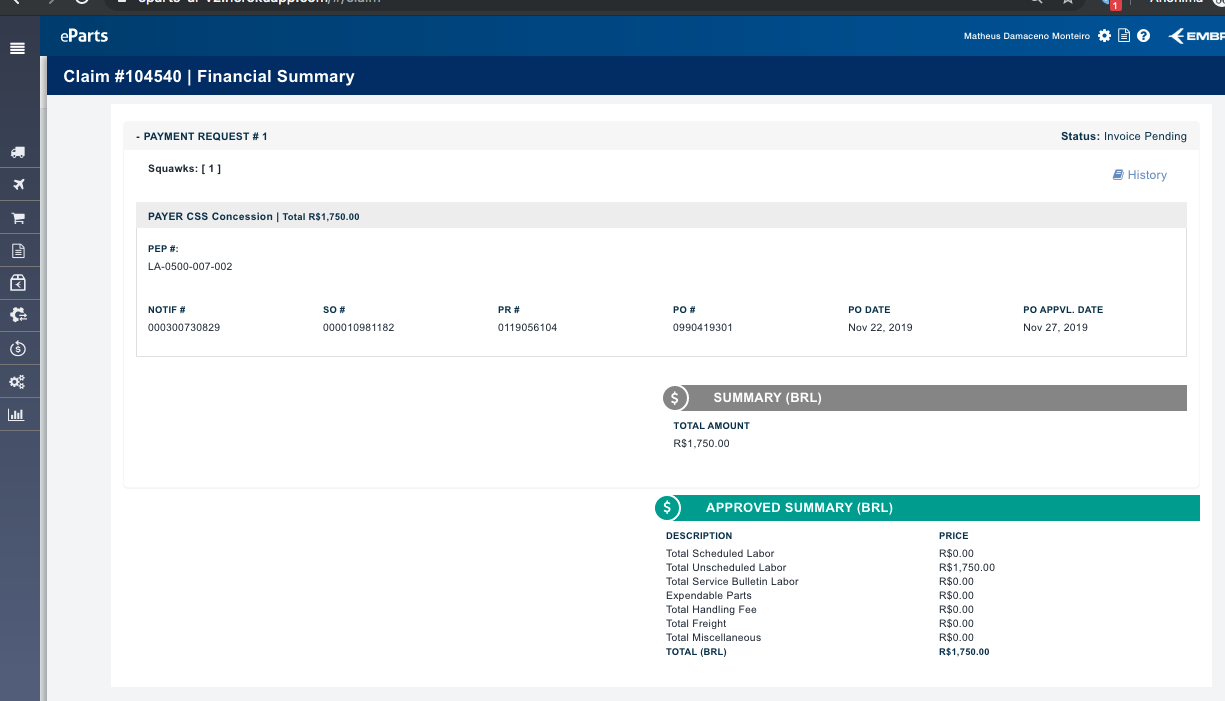 eParts
Matheus Damaceno Monteiro
Claim #104540 | Financial Summary
- PAYMENT REQUEST # 1
Status: Invoice Pending
Squawks: [ 1 ]
History
PAYER CSS Concession | Total R$1,750.00
PEP #:
LA-0500-007-002
NOTIF # SO # PR # PO # PO DATE PO APPVL. DATE
000300730829 000010981182 0119056104 0990419301 Nov 22, 2019 Nov 27, 2019
$ SUMMARY (BRL)
TOTAL AMOUNT
R$1,750.00
$ APPROVED SUMMARY (BRL)
DESCRIPTION PRICE
Total Scheduled Labor R$0.00
Total Unscheduled Labor R$1,750.00
Total Service Bulletin Labor R$0.00
Expendable Parts R$0.00
Total Handling Fee R$0.00
Total Freight R$0.00
Total Miscellaneous R$0.00
TOTAL (BRL) R$1,750.00